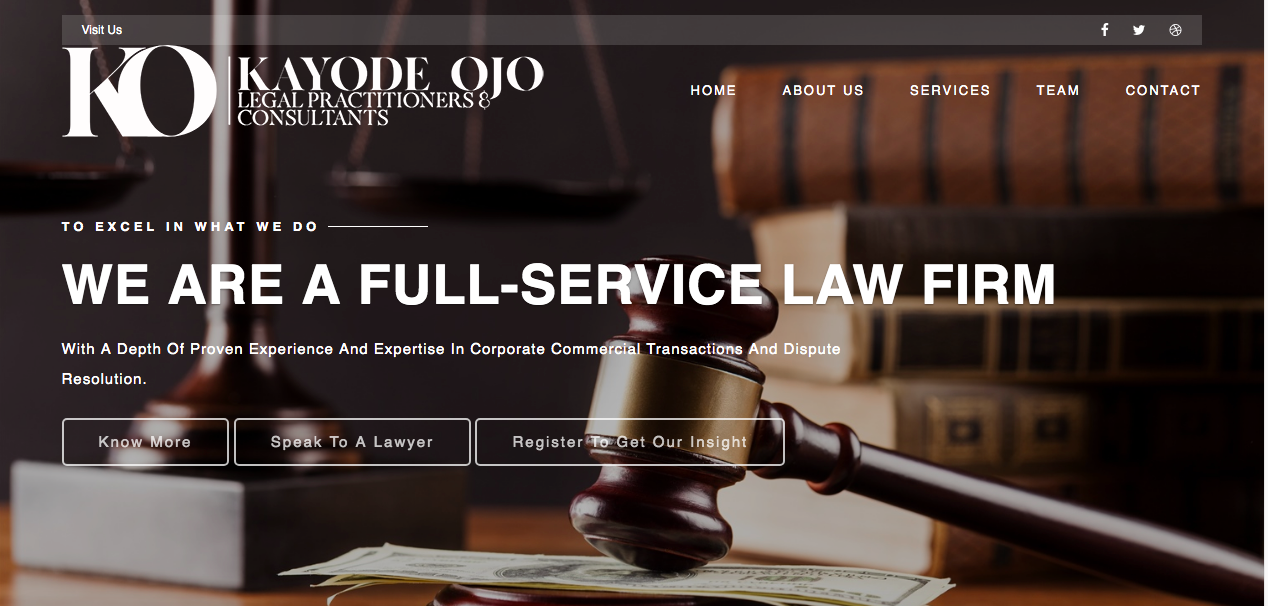 Visit Us
KO
KAYODE OJO
LEGAL PRACTITIONERS &
CONSULTANTS
HOME ABOUT US SERVICES TEAM CONTACT
TO EXCEL IN WHAT WE DO
WE ARE A FULL-SERVICE LAW FIRM
With A Depth Of Proven Experience And Expertise In Corporate Commercial Transactions And Dispute
Resolution.
Know More Speak To A Lawyer Register To Get Our Insight